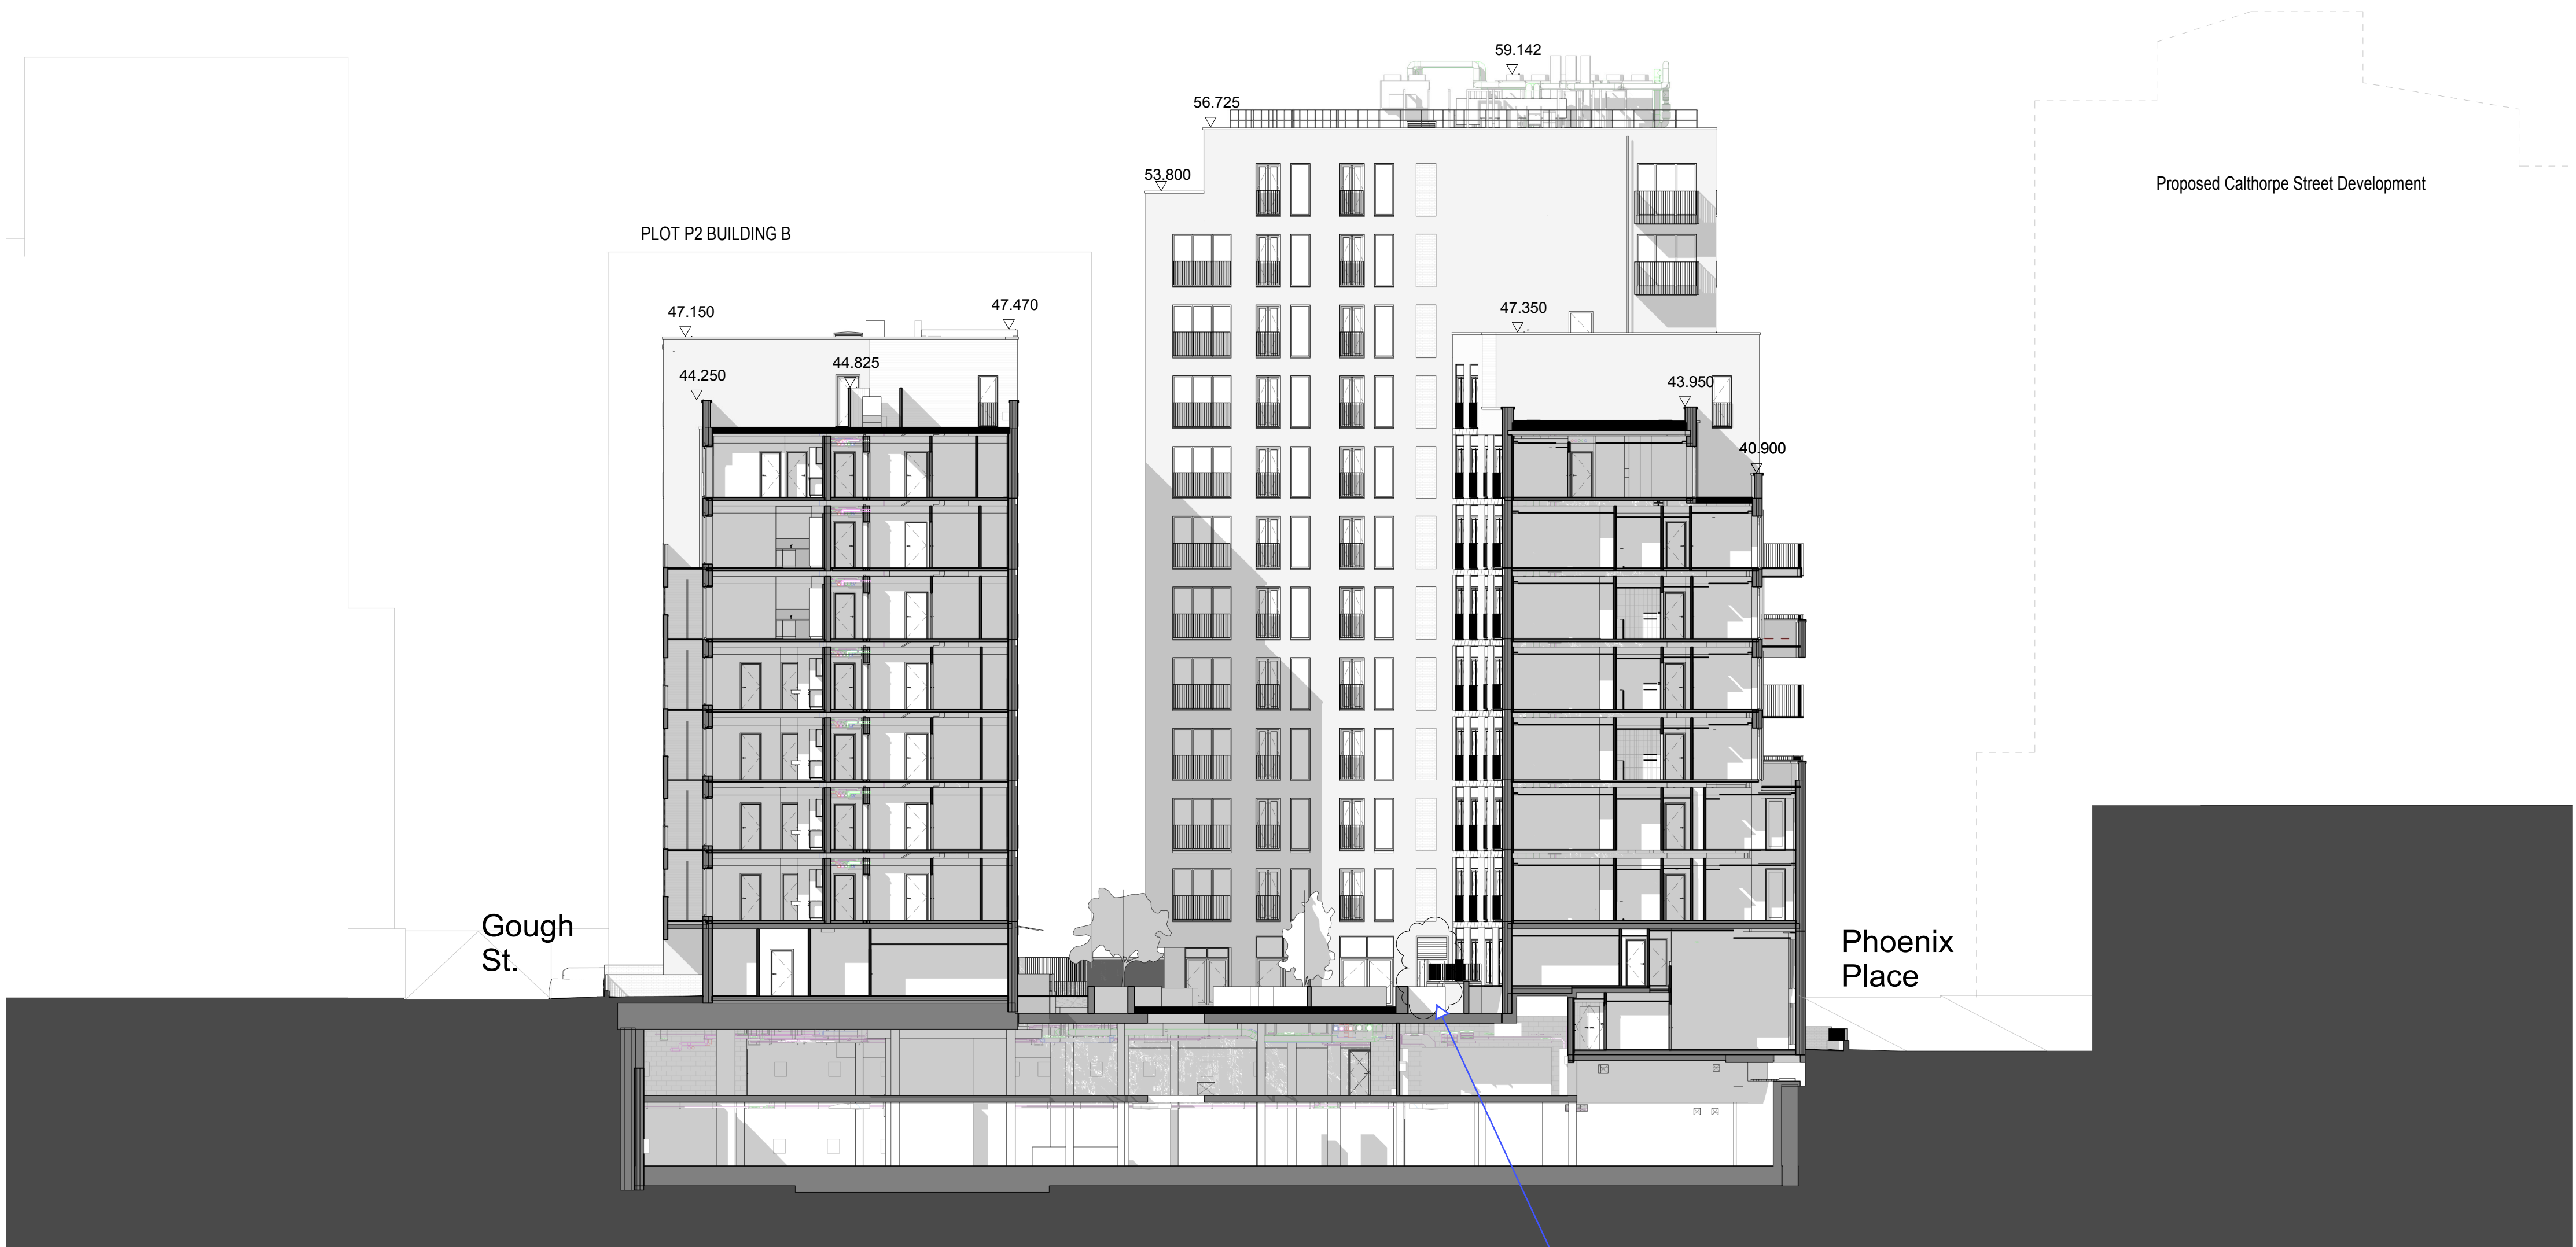 59.142
56.725
53.800
Proposed Calthorpe Street Development
PLOT P2 BUILDING B
47.150
47.470
47.350
44.825
44.250
43.950
40.900
Gough
St.
Phoenix
Place